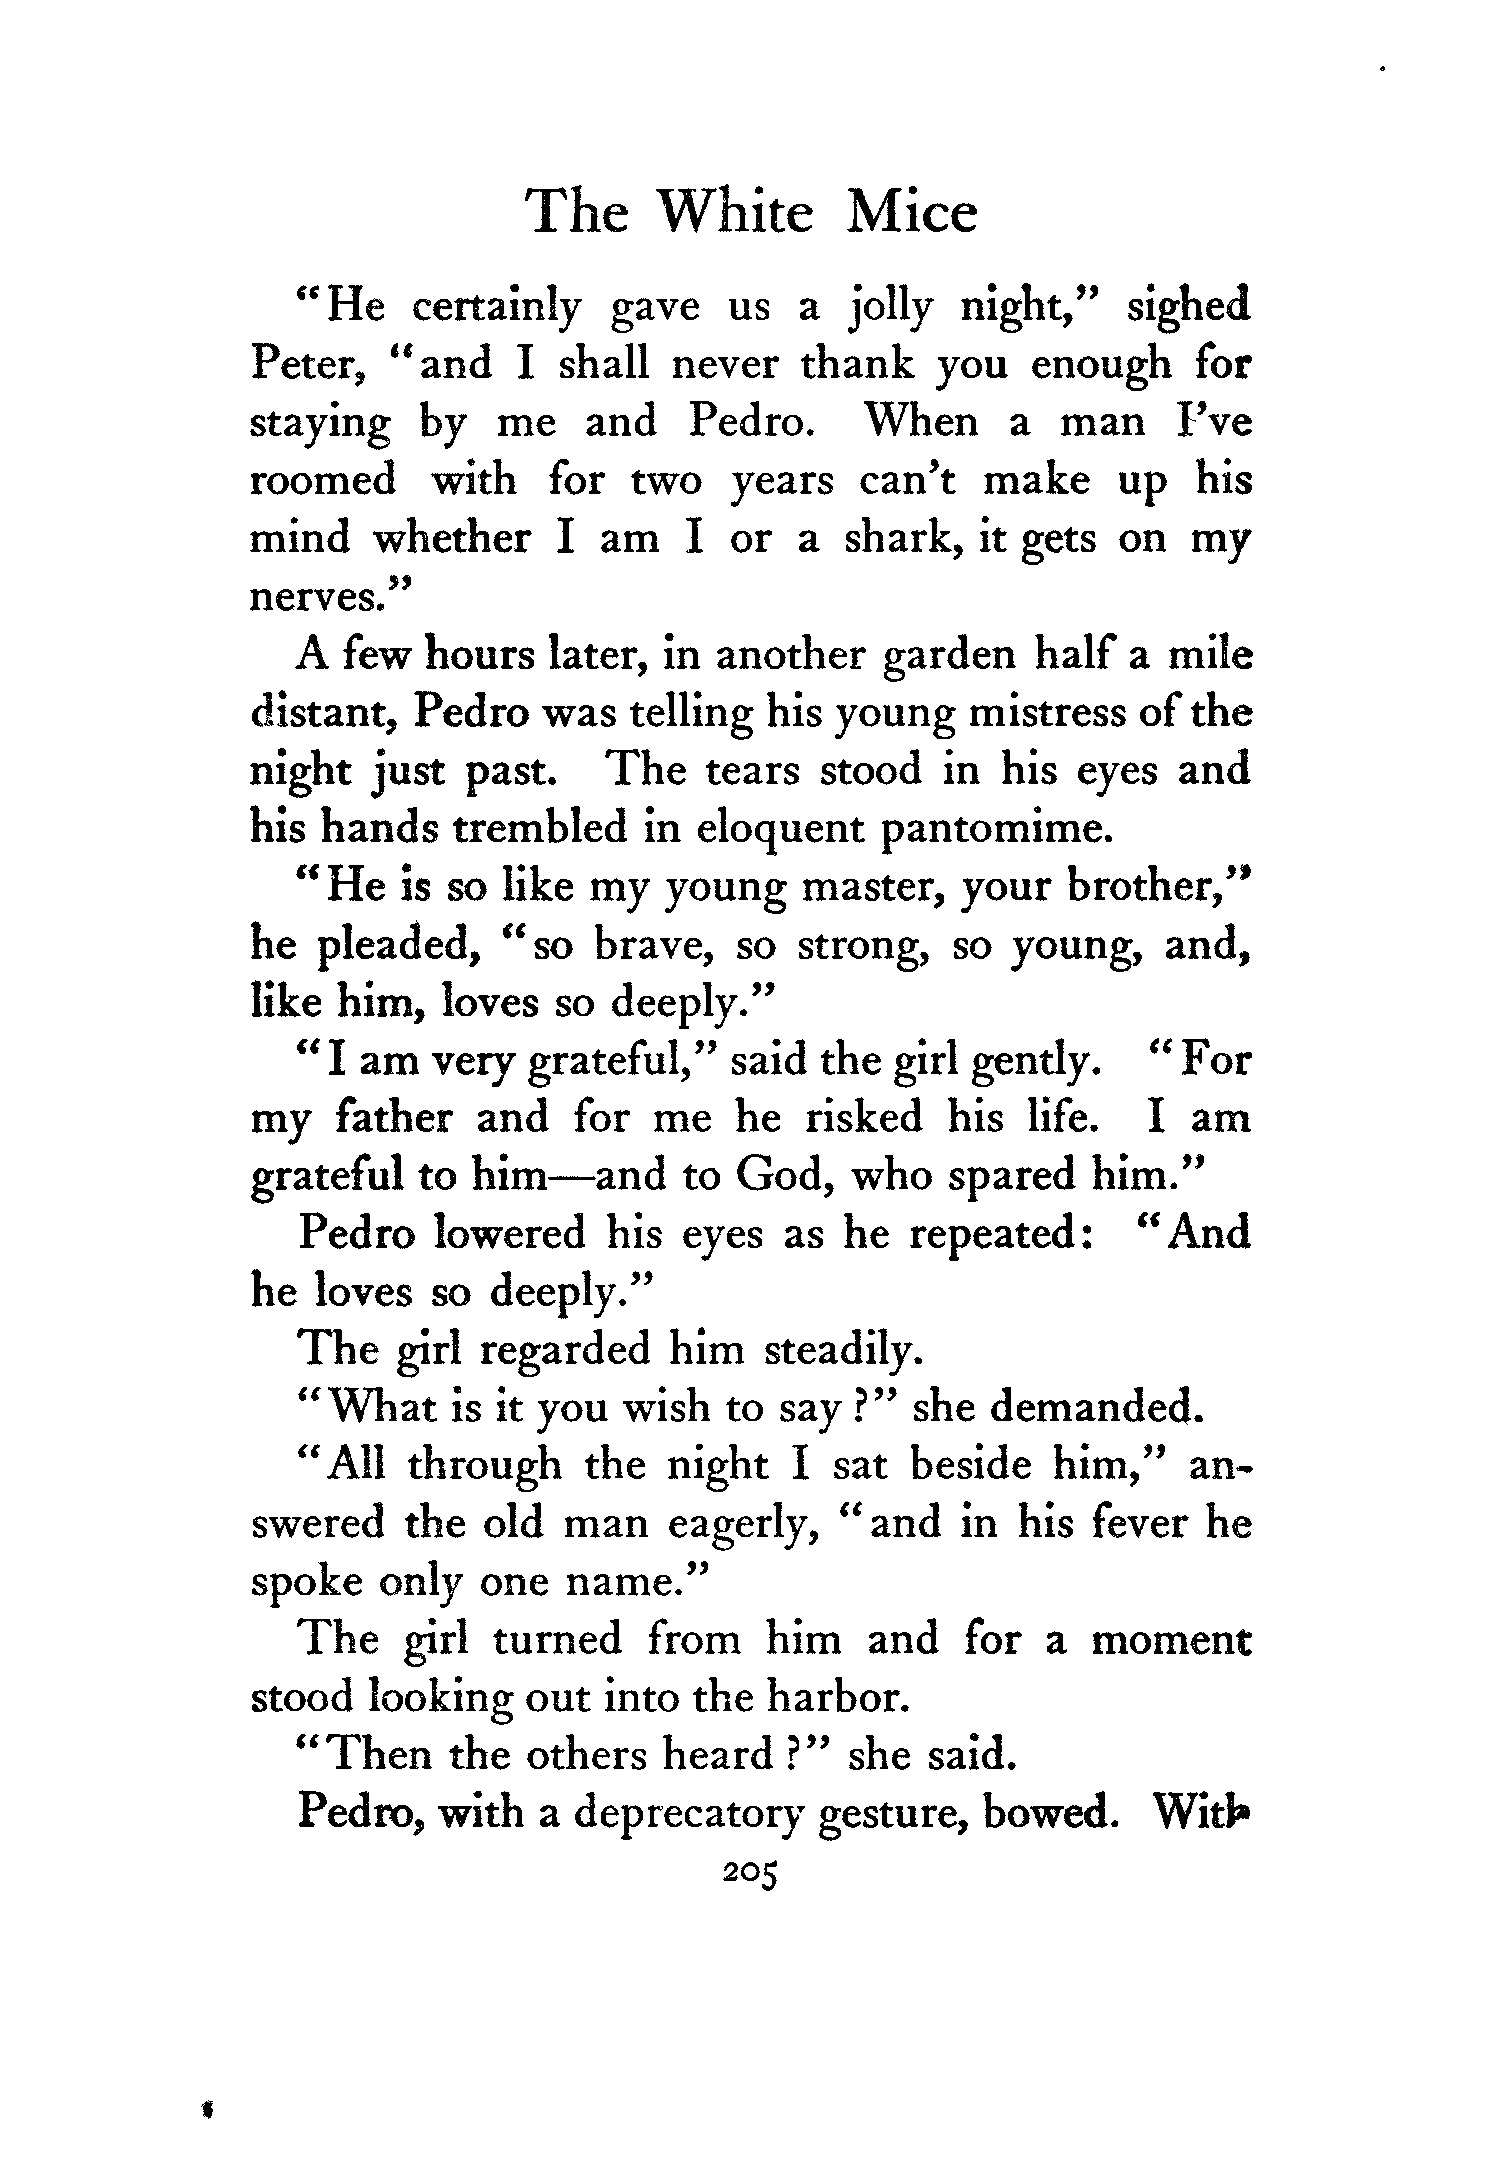 The White Mice
"He certainly gave us a jolly night," sighed
Peter, "and I shall never thank you enough for
staying by me and Pedro. When a man I've
roomed with for two years can't make up his
mind whether I am I or a shark, it gets on my
nerves."
A few hours later, in another garden half a mile
distant, Pedro was telling his young mistress of the
night just past. The tears stood in his eyes and
his hands trembled in eloquent pantomime.
"He is so like my young master, your brother,"
he pleaded, "so brave, so strong, so young, and,
like him, loves so deeply."
"I am very grateful," said the girl gently. "For
my father and for me he risked his life. I am
grateful to him—and to God, who spared him."
Pedro lowered his eyes as he repeated: "And
he loves so deeply."
The girl regarded him steadily.
"What is it you wish to say?" she demanded.
"All through the night I sat beside him," an-
swered the old man eagerly, "and in his fever he
spoke only one name."
The girl turned from him and for a moment
stood looking out into the harbor.
"Then the others heard?" she said.
Pedro, with a deprecatory gesture, bowed. With
205